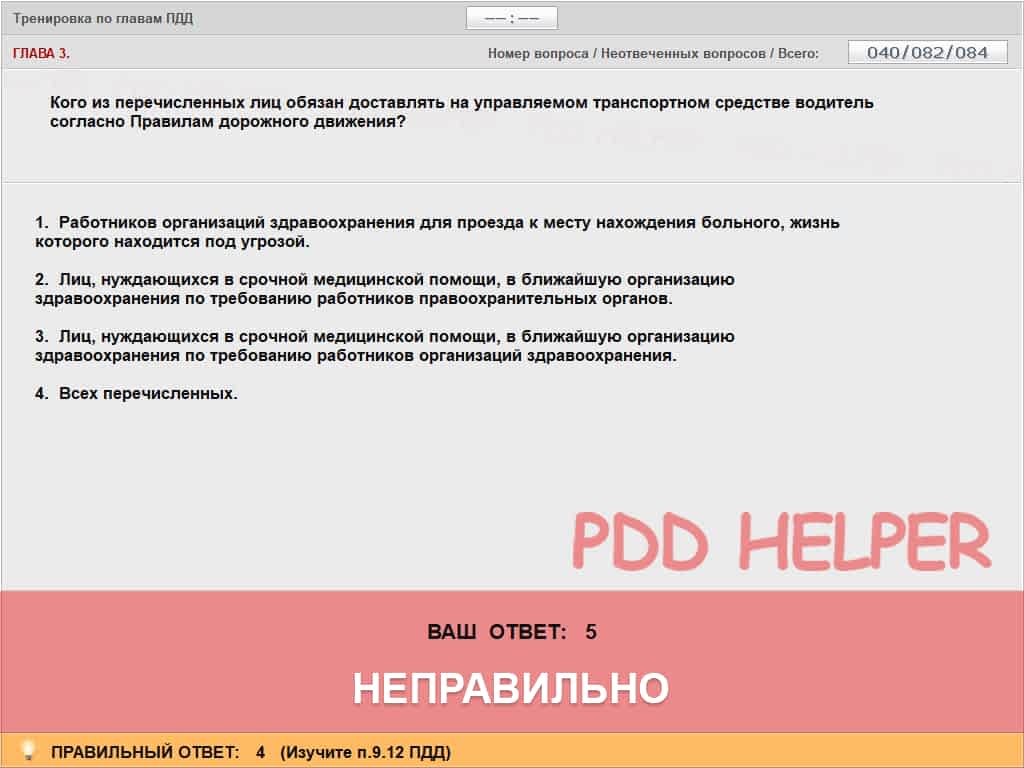 Тренировка по главам ПДД
–– : ––
ГЛАВА 3.
Номер вопроса / Неотвеченных вопросов / Всего:
040/082/084
Кого из перечисленных лиц обязан доставлять на управляемом транспортном средстве водитель
согласно Правилам дорожного движения?
1. Работников организаций здравоохранения для проезда к месту нахождения больного, жизнь
которого находится под угрозой.
2. Лиц, нуждающихся в срочной медицинской помощи, в ближайшую организацию
здравоохранения по требованию работников правоохранительных органов.
3. Лиц, нуждающихся в срочной медицинской помощи, в ближайшую организацию
здравоохранения по требованию работников организаций здравоохранения.
4. Всех перечисленных.
PDD HELPER
ВАШ ОТВЕТ: 5
НЕПРАВИЛЬНО
ПРАВИЛЬНЫЙ ОТВЕТ: 4 (Изучите п.9.12 ПДД)